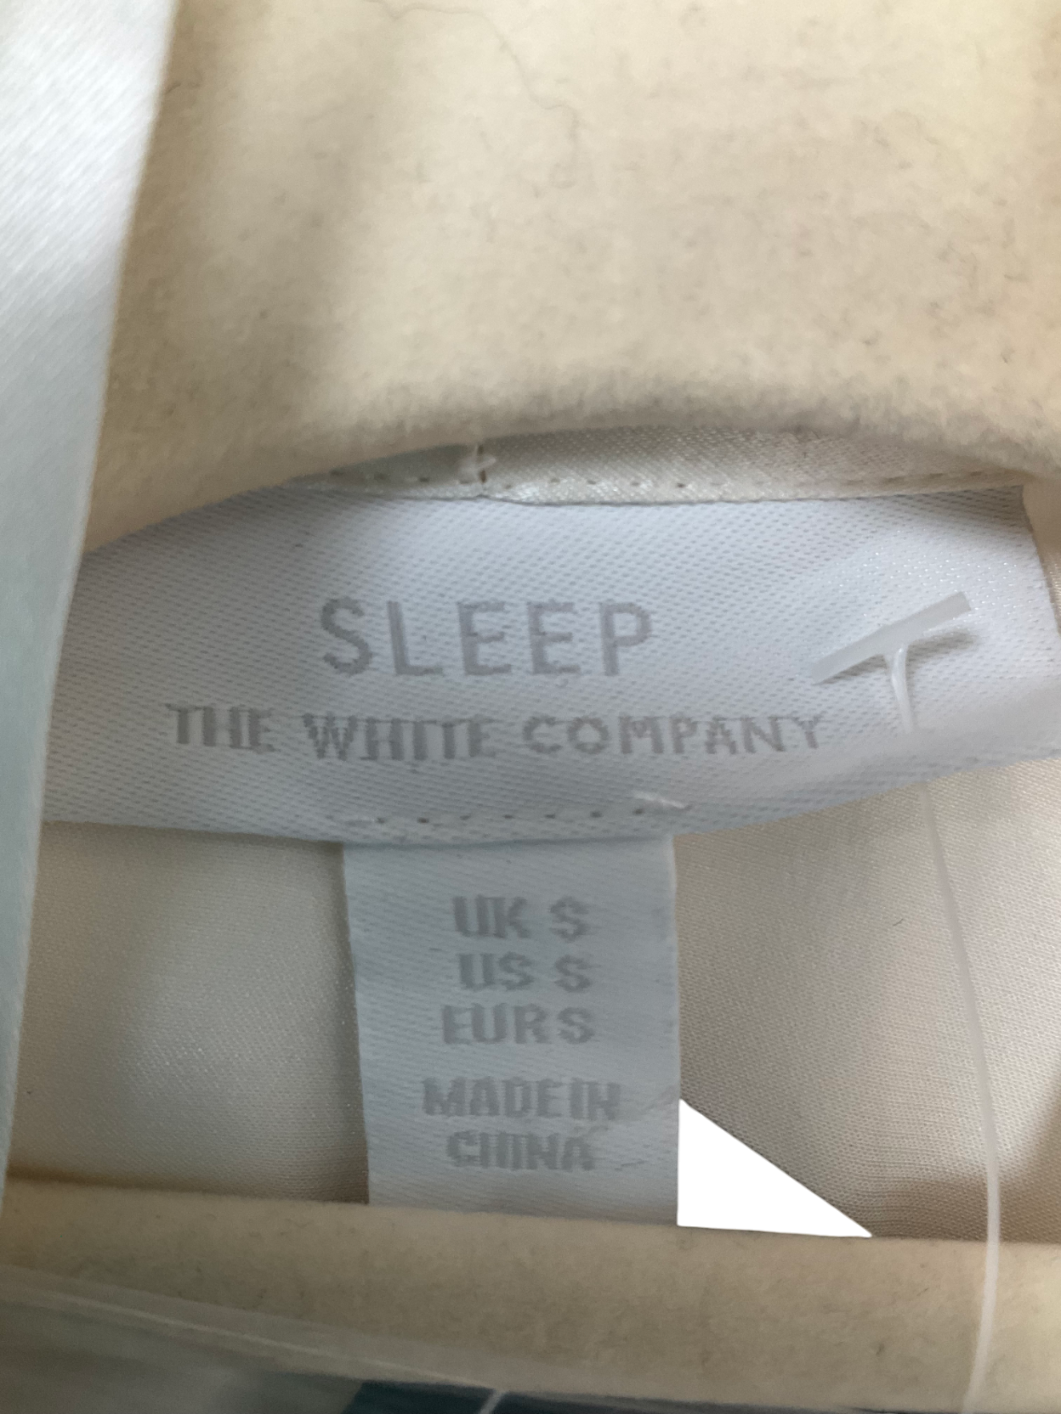 SLEEP
THE WHITE COMPANY
UK S
US S
EUR S
MADE IN
CHINA